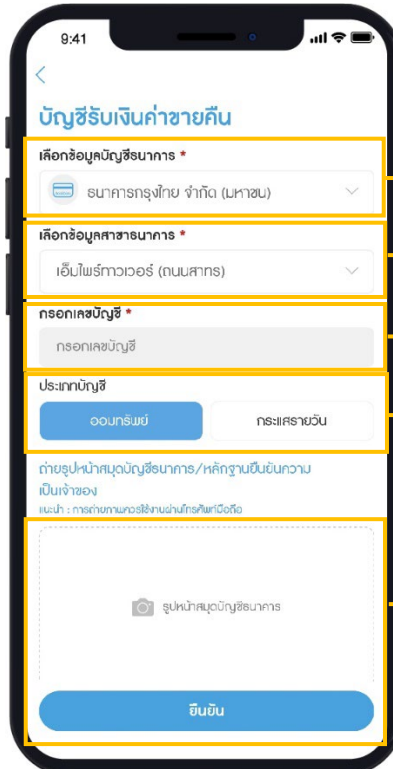 9:41
บัญชีรับเงินค่าขายคืน
เลือกข้อมูลบัญชีธนาคาร *
ธนาคารกรุงไทย จำกัด (มหาชน)
เลือกข้อมูลสาขาธนาคาร *
เอ็มไพร์ทาวเวอร์ (ถนนสาทร)
กรอกเลขบัญชี *
กรอกเลขบัญชี
ประเภทบัญชี
ออมทรัพย์ กระแสรายวัน
ถ่ายรูปหน้าสมุดบัญชีธนาคาร/หลักฐานยืนยันความ
เป็นเจ้าของ
แนะนำ : การถ่ายภาพควรใช้งานผ่านโทรศัพท์มือถือ
รูปหน้าสมุดบัญชีธนาคาร
ยืนยัน